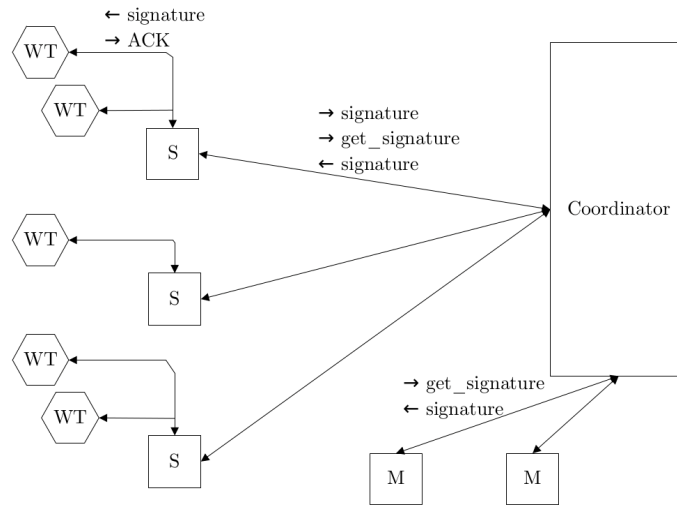 ← signature
→ ACK
WT
WT
S
→ signature
→ get_signature
← signature
Coordinator
WT
S
WT
WT
S
→ get_signature
← signature
M
M